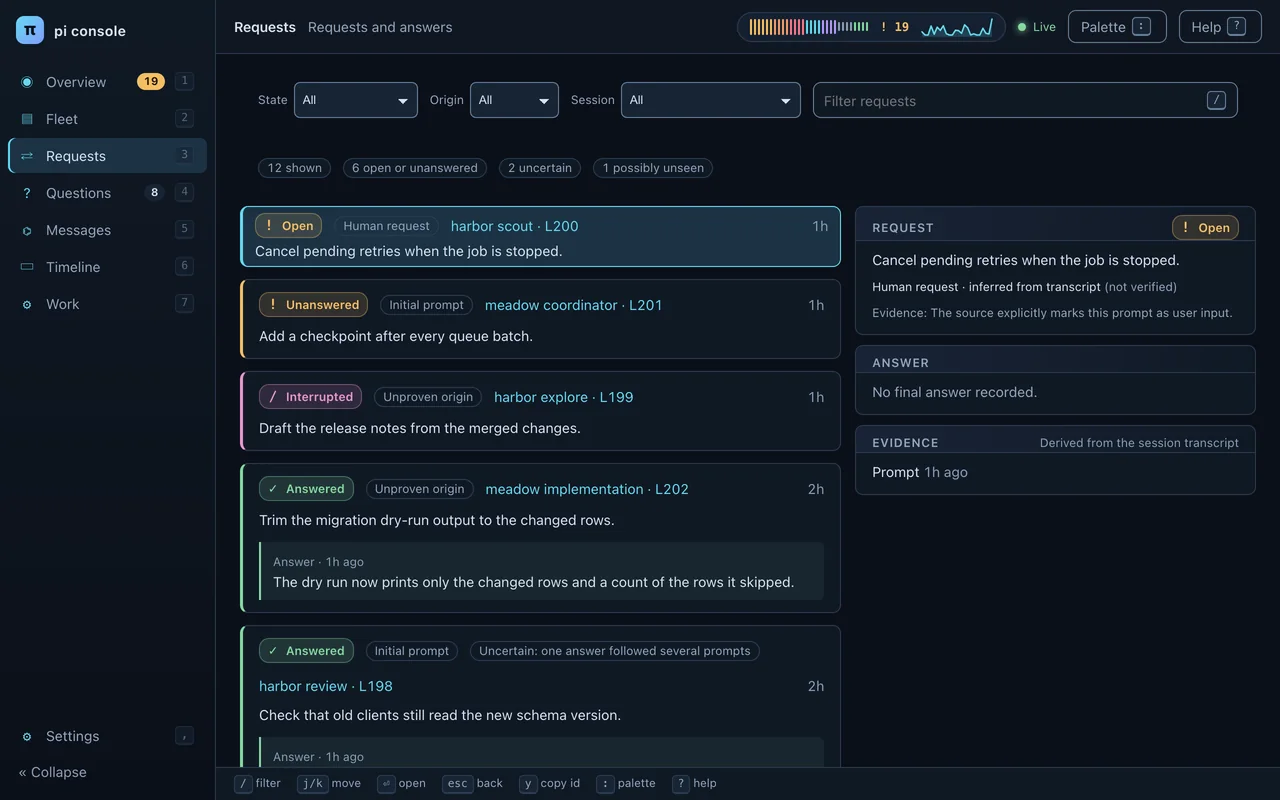 π pi console
Overview 19 1
Fleet 2
Requests 3
? Questions 8 4
Messages 5
Timeline 6
Work 7
Settings ,
« Collapse
Requests Requests and answers
! 19
Live
Palette :
Help ?
State All
Origin All
Session All
Filter requests /
12 shown
6 open or unanswered
2 uncertain
1 possibly unseen
! Open Human request harbor scout · L200 1h
Cancel pending retries when the job is stopped.
! Unanswered Initial prompt meadow coordinator · L201 1h
Add a checkpoint after every queue batch.
/ Interrupted Unproven origin harbor explore · L199 1h
Draft the release notes from the merged changes.
✓ Answered Unproven origin meadow implementation · L202 2h
Trim the migration dry-run output to the changed rows.
Answer · 1h ago
The dry run now prints only the changed rows and a count of the rows it skipped.
✓ Answered Initial prompt Uncertain: one answer followed several prompts
harbor review · L198 2h
Check that old clients still read the new schema version.
Answer · 1h ago
REQUEST ! Open
Cancel pending retries when the job is stopped.
Human request · inferred from transcript (not verified)
Evidence: The source explicitly marks this prompt as user input.
ANSWER
No final answer recorded.
EVIDENCE Derived from the session transcript
Prompt 1h ago
/ filter j/k move ⏎ open esc back y copy id : palette ? help